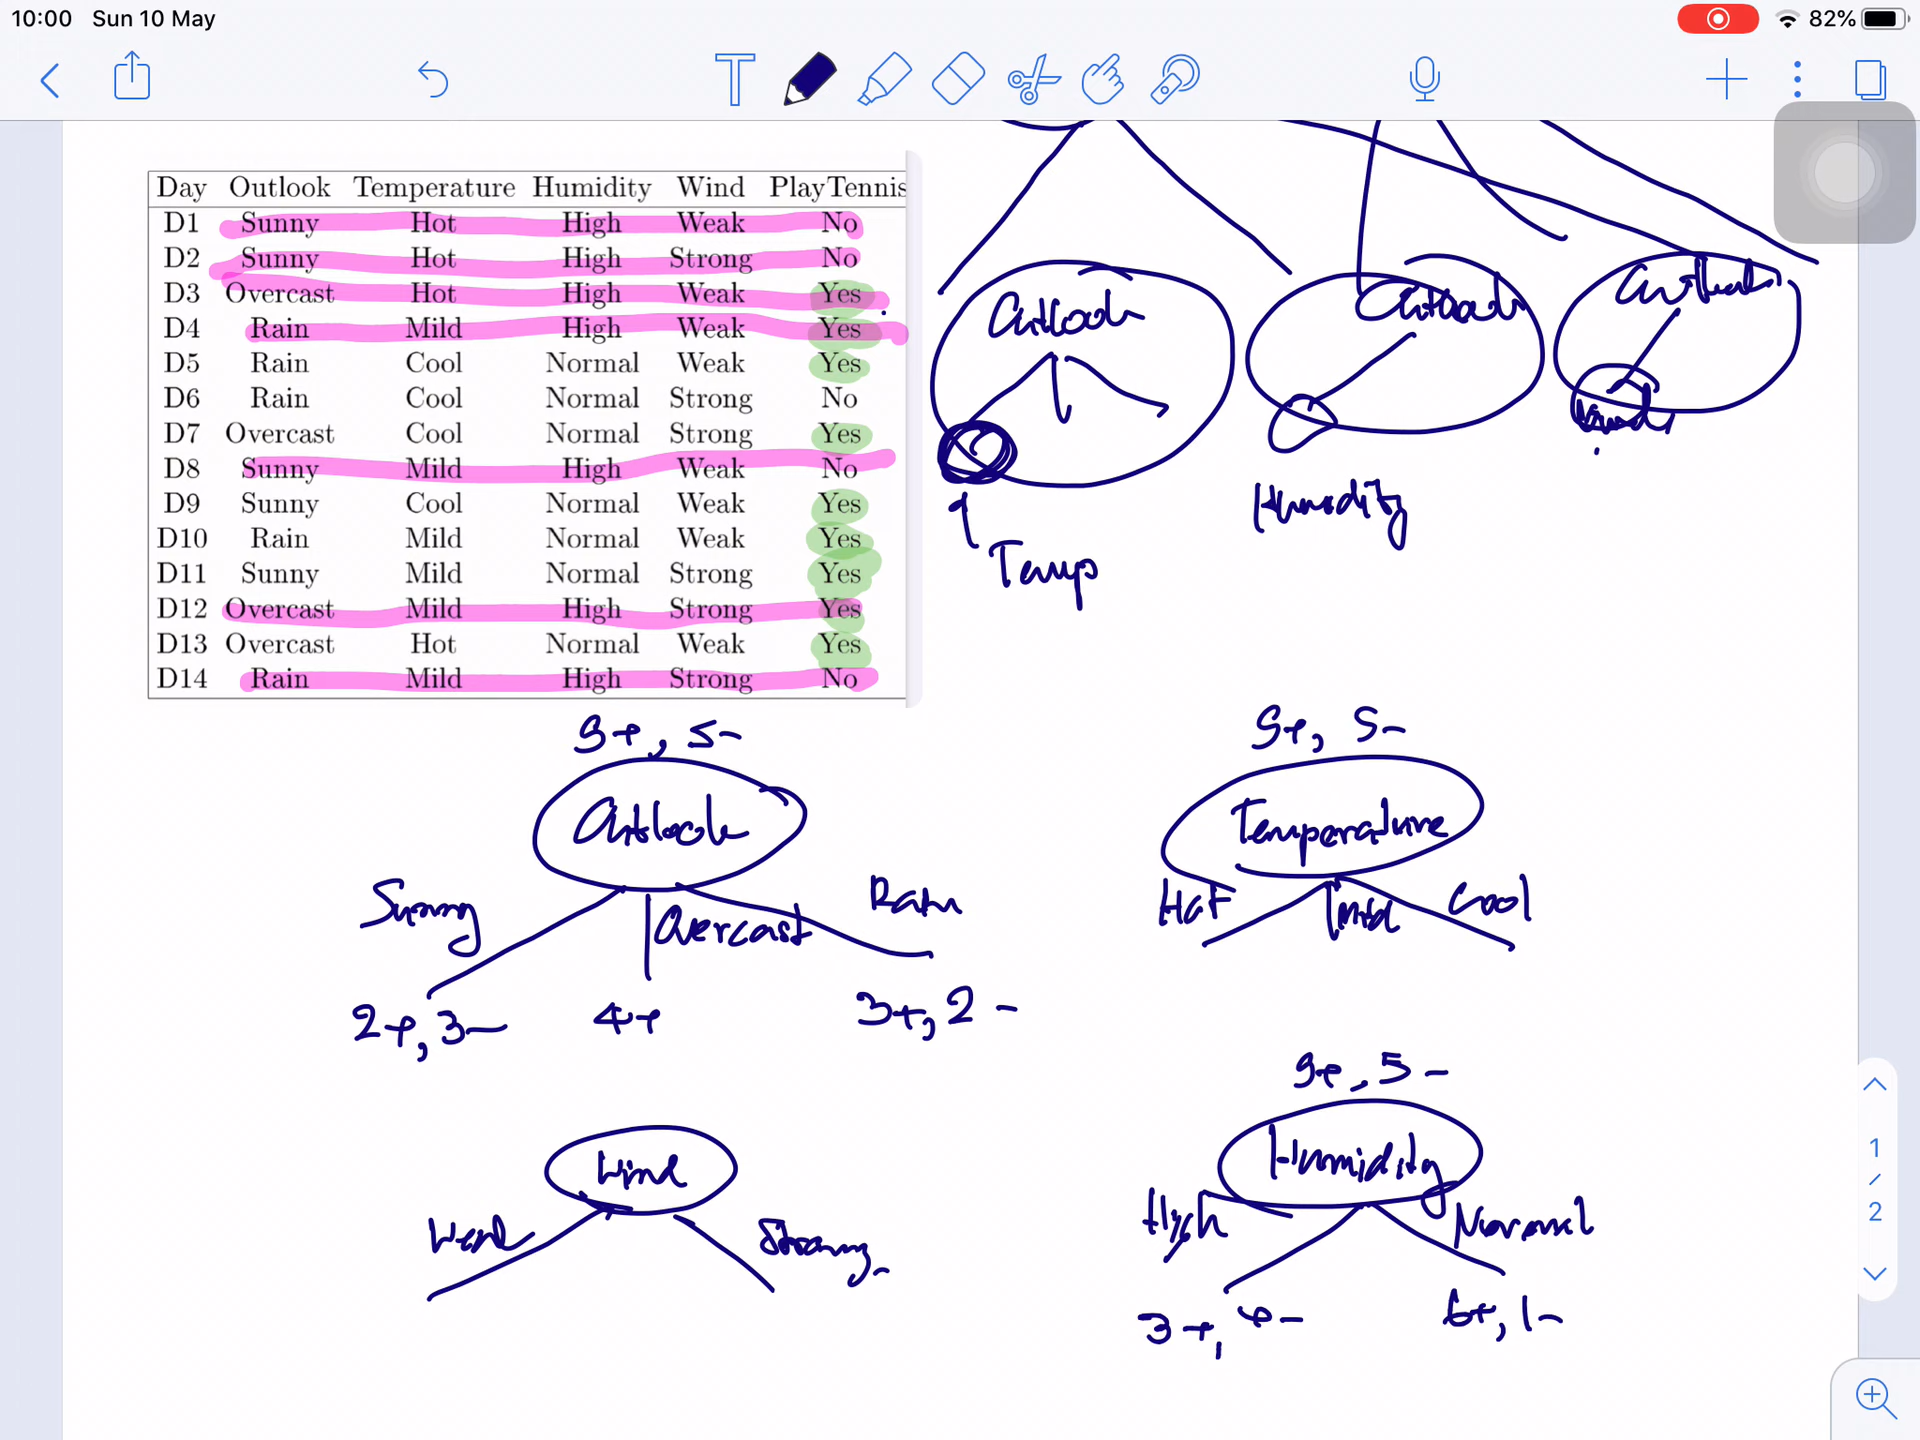 10:00 Sun 10 May
82%
Day Outlook Temperature Humidity Wind PlayTennis
D1 Sunny Hot High Weak No
D2 Sunny Hot High Strong No
D3 Overcast Hot High Weak Yes
D4 Rain Mild High Weak Yes
D5 Rain Cool Normal Weak Yes
D6 Rain Cool Normal Strong No
D7 Overcast Cool Normal Strong Yes
D8 Sunny Mild High Weak No
D9 Sunny Cool Normal Weak Yes
D10 Rain Mild Normal Weak Yes
D11 Sunny Mild Normal Strong Yes
D12 Overcast Mild High Strong Yes
D13 Overcast Hot Normal Weak Yes
D14 Rain Mild High Strong No
Outlook
Outlook
Outlook
Temp
Humidity
9+, 5-
Outlook
Sunny
Overcast
Rain
2+, 3-
4+
3+, 2-
9+, 5-
Temperature
Hot
Mild
Cool
Wind
Weak
Strong
9+, 5-
Humidity
High
Normal
3+, 4-
6+, 1-
1
/
2